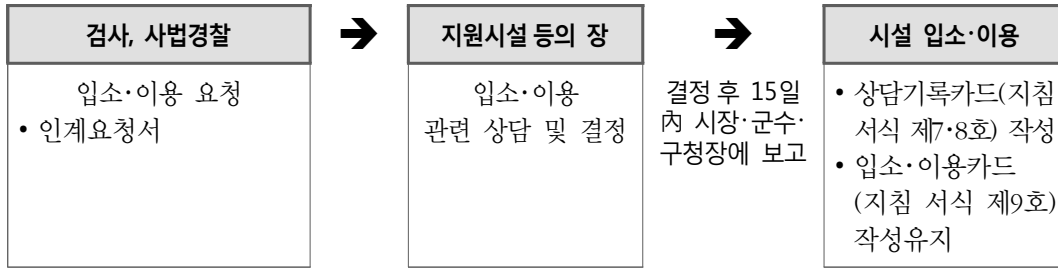 검사, 사법경찰
입소·이용 요청
• 인계요청서
➔
지원시설 등의 장
입소·이용
관련 상담 및 결정
➔
결정 후 15일
內 시장·군수·
구청장에 보고
시설 입소·이용
• 상담기록카드(지침
서식 제7·8호) 작성
• 입소·이용카드
(지침 서식 제9호)
작성유지